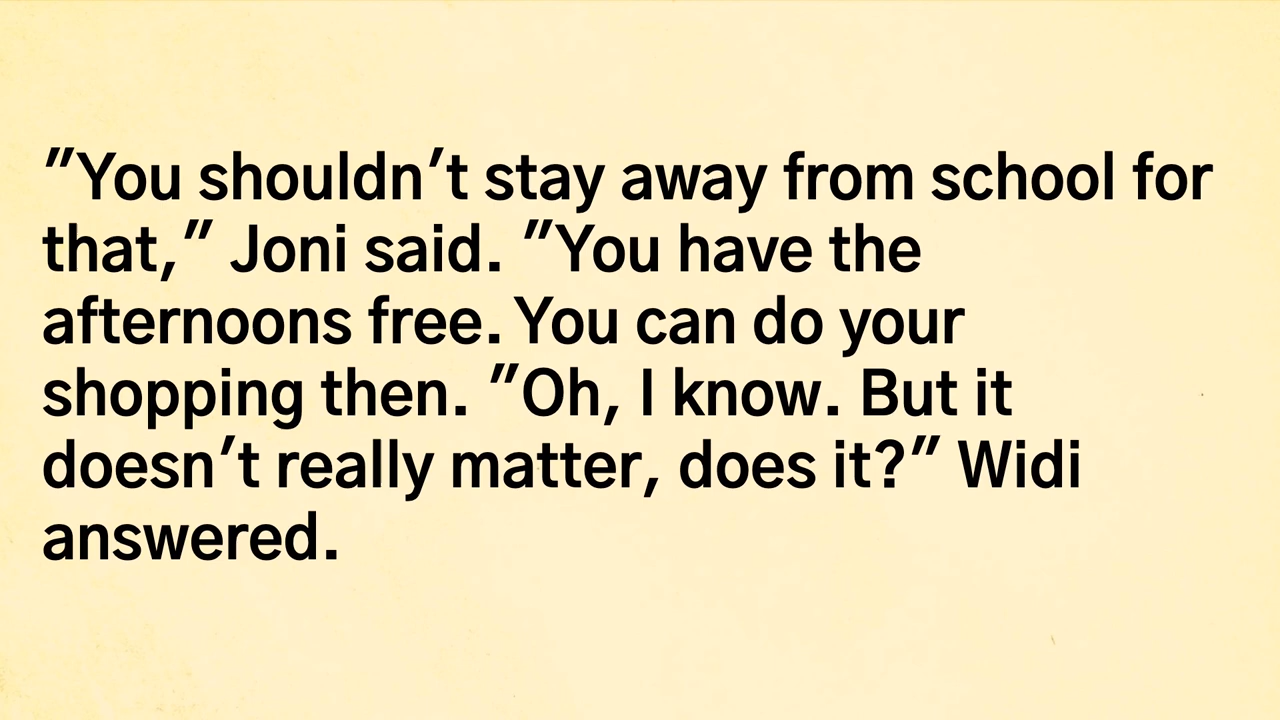 "You shouldn't stay away from school for
that," Joni said. "You have the
afternoons free. You can do your
shopping then. "Oh, I know. But it
doesn't really matter, does it?" Widi
answered.